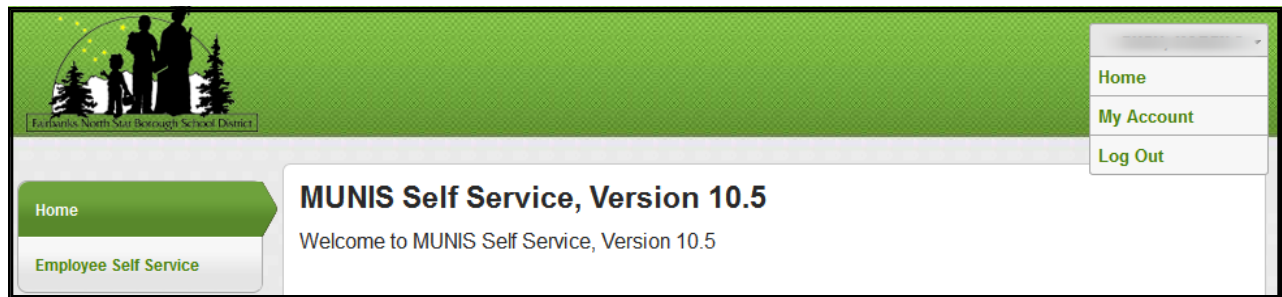 Fairbanks North Star Borough School District
Home
My Account
Log Out
Home
Employee Self Service
MUNIS Self Service, Version 10.5
Welcome to MUNIS Self Service, Version 10.5